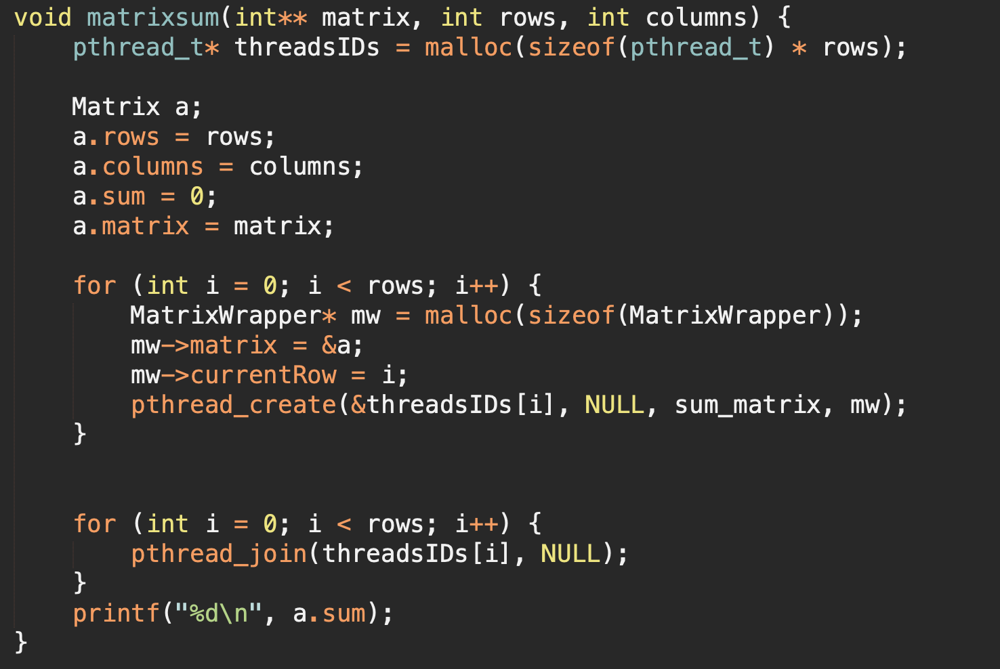 void matrixsum(int** matrix, int rows, int columns) {
    pthread_t* threadsIDs = malloc(sizeof(pthread_t) * rows);
    Matrix a;
    a.rows = rows;
    a.columns = columns;
    a.sum = 0;
    a.matrix = matrix;
    for (int i = 0; i < rows; i++) {
        MatrixWrapper* mw = malloc(sizeof(MatrixWrapper));
        mw->matrix = &a;
        mw->currentRow = i;
        pthread_create(&threadsIDs[i], NULL, sum_matrix, mw);
    }
    for (int i = 0; i < rows; i++) {
        pthread_join(threadsIDs[i], NULL);
    }
    printf("%d\n", a.sum);
}